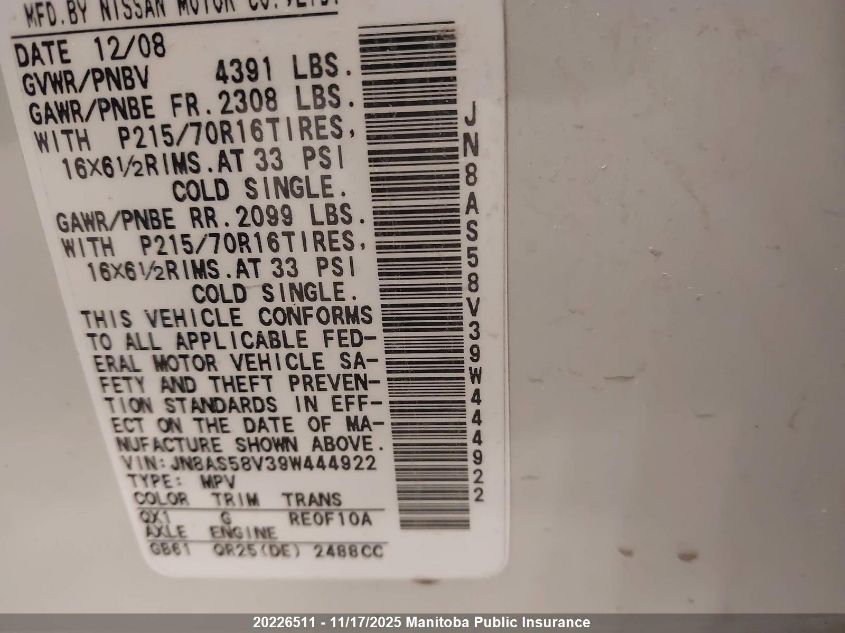 MFD.BY NISSAN MOTOR CO.,LTD.
DATE 12/08
GVWR/PNBV 4391 LBS.
GAWR/PNBE FR.2308 LBS.
WITH P215/70R16TIRES,
16X6½RIMS.AT 33 PSI
COLD SINGLE.
GAWR/PNBE RR.2099 LBS.
WITH P215/70R16TIRES,
16X6½RIMS.AT 33 PSI
COLD SINGLE.
THIS VEHICLE CONFORMS
TO ALL APPLICABLE FED-
ERAL MOTOR VEHICLE SA-
FETY AND THEFT PREVEN-
TION STANDARDS IN EFF-
ECT ON THE DATE OF MA-
NUFACTURE SHOWN ABOVE.
VIN:JN8AS58V39W444922
TYPE: MPV
COLOR TRIM TRANS
QX1 G RE0F10A
AXLE ENGINE
GB61 QR25(DE) 2488CC
JN8AS58V39W444922
20226511 - 11/17/2025 Manitoba Public Insurance